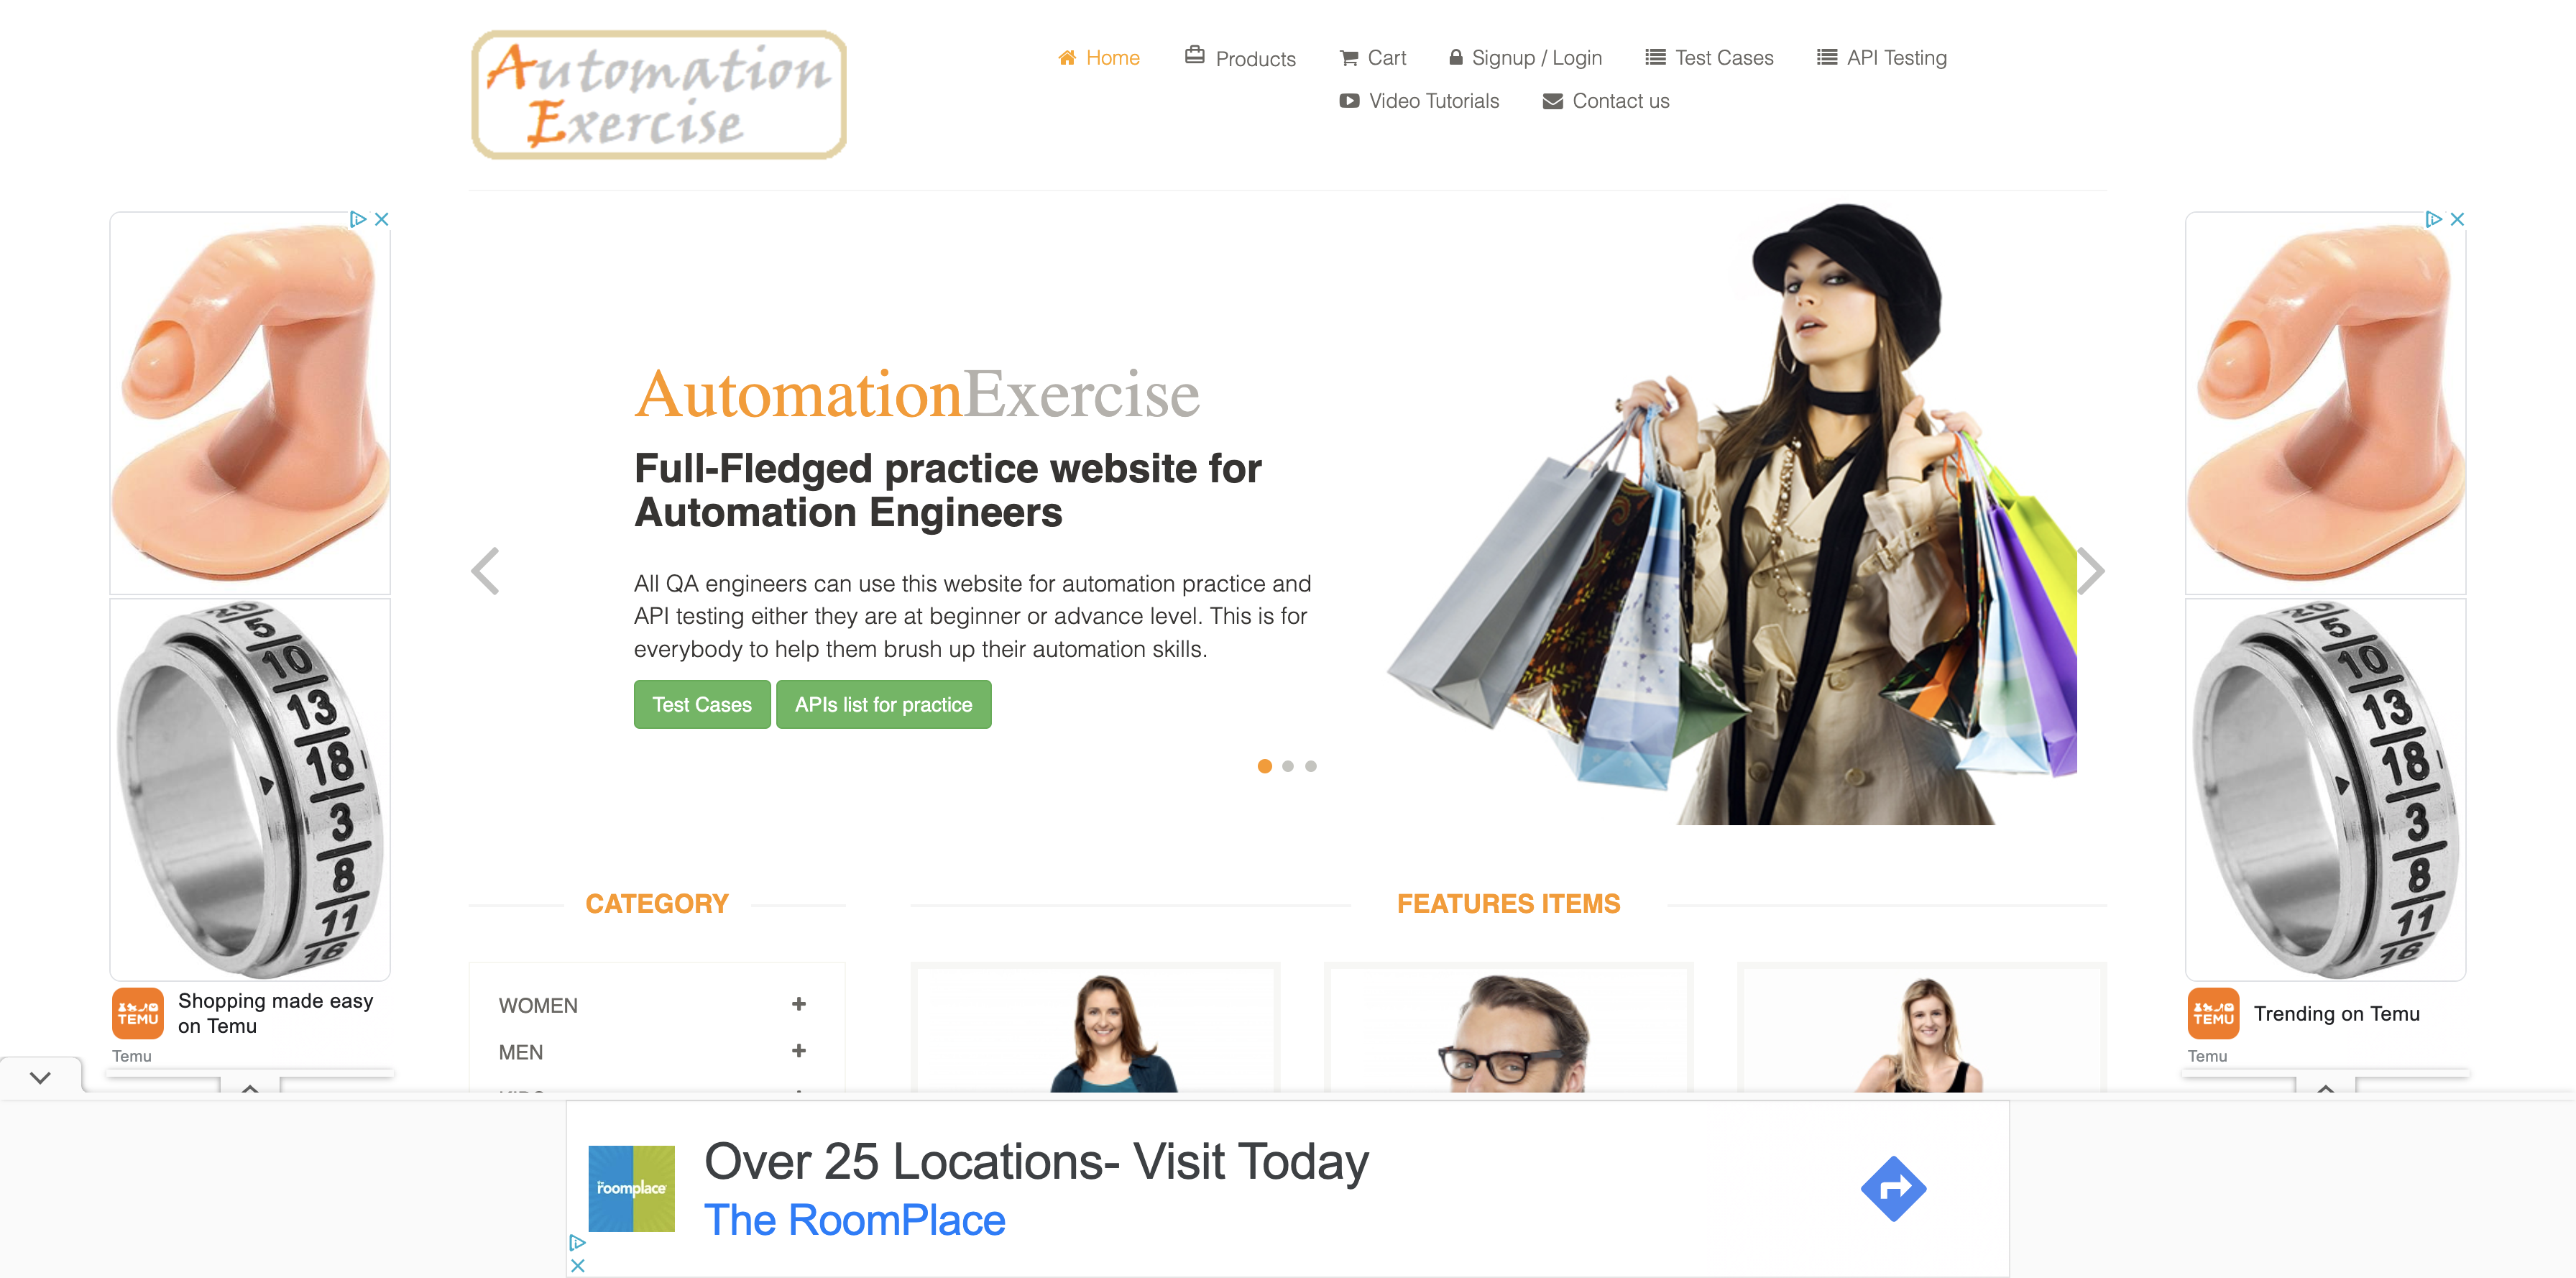 Automation
Exercise
Home
Products
Cart
Signup / Login
Test Cases
API Testing
Video Tutorials
Contact us
AutomationExercise
Full-Fledged practice website for
Automation Engineers
All QA engineers can use this website for automation practice and
API testing either they are at beginner or advance level. This is for
everybody to help them brush up their automation skills.
Test Cases
APIs list for practice
5
10
13
18
3
8
11
16
TEMU
Shopping made easy
on Temu
Temu
CATEGORY
WOMEN
MEN
FEATURES ITEMS
5
10
13
18
3
8
11
16
TEMU
Trending on Temu
Temu
the
roomplace
Over 25 Locations- Visit Today
The RoomPlace